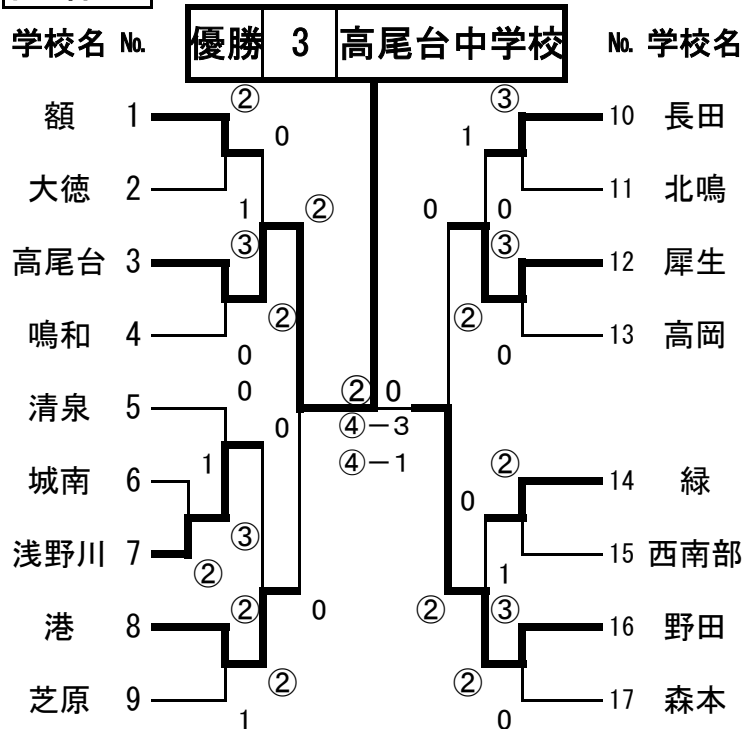 優勝 3 高尾台中学校
学校名 No. No. 学校名
② ③
額 1 10 長田
0 1
大徳 2 11 北鳴
1 ② 0 0
高尾台 3 ③ ③ 12 犀生
② ②
鳴和 4 13 高岡
0 0
0
清泉 5 ② 0
0 ④－3
1 ④－1 ②
城南 6 0 14 緑
③
浅野川 7 15 西南部
② 1
② 0 ② ③
港 8 16 野田
② ②
芝原 9 17 森本
1 0